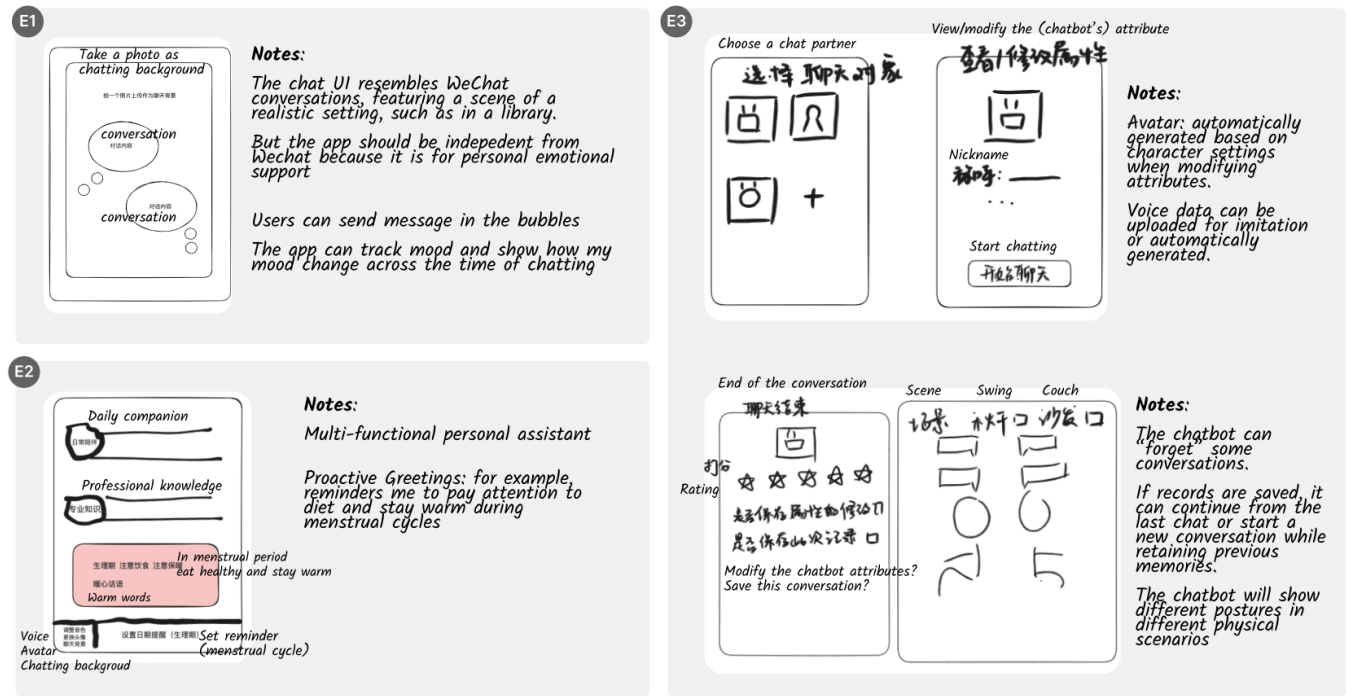 E1
Take a photo as
chatting background
拍一个照片上传作为聊天背景
conversation
对话内容
对话内容
conversation
Notes:
The chat UI resembles WeChat
conversations, featuring a scene of a
realistic setting, such as in a library.
But the app should be indepedent from
Wechat because it is for personal emotional
support
Users can send message in the bubbles
The app can track mood and show how my
mood change across the time of chatting
E2
Daily companion
日常陪伴
Professional knowledge
专业知识
生理期 注意饮食 注意保暖
In menstrual period
eat healthy and stay warm
暖心话语
Warm words
Voice
Avatar
Chatting backgroud
调整音色
更换头像
聊天背景
设置日期提醒（生理期）
Set reminder
(menstrual cycle)
Notes:
Multi-functional personal assistant
Proactive Greetings: for example,
reminders me to pay attention to
diet and stay warm during
menstrual cycles
E3
Choose a chat partner
选择聊天对象
+
View/modify the (chatbot's) attribute
查看/修改属性
Nickname
称呼:
...
Start chatting
开始聊天
Notes:
Avatar: automatically
generated based on
character settings
when modifying
attributes.
Voice data can be
uploaded for imitation
or automatically
generated.
End of the conversation
聊天结束
打分
Rating
是否保存属性的修改
是否保存此次记录
Modify the chatbot attributes?
Save this conversation?
Scene Swing Couch
场景 秋千 沙发
Notes:
The chatbot can
“forget” some
conversations.
If records are saved, it
can continue from the
last chat or start a
new conversation while
retaining previous
memories.
The chatbot will show
different postures in
different physical
scenarios